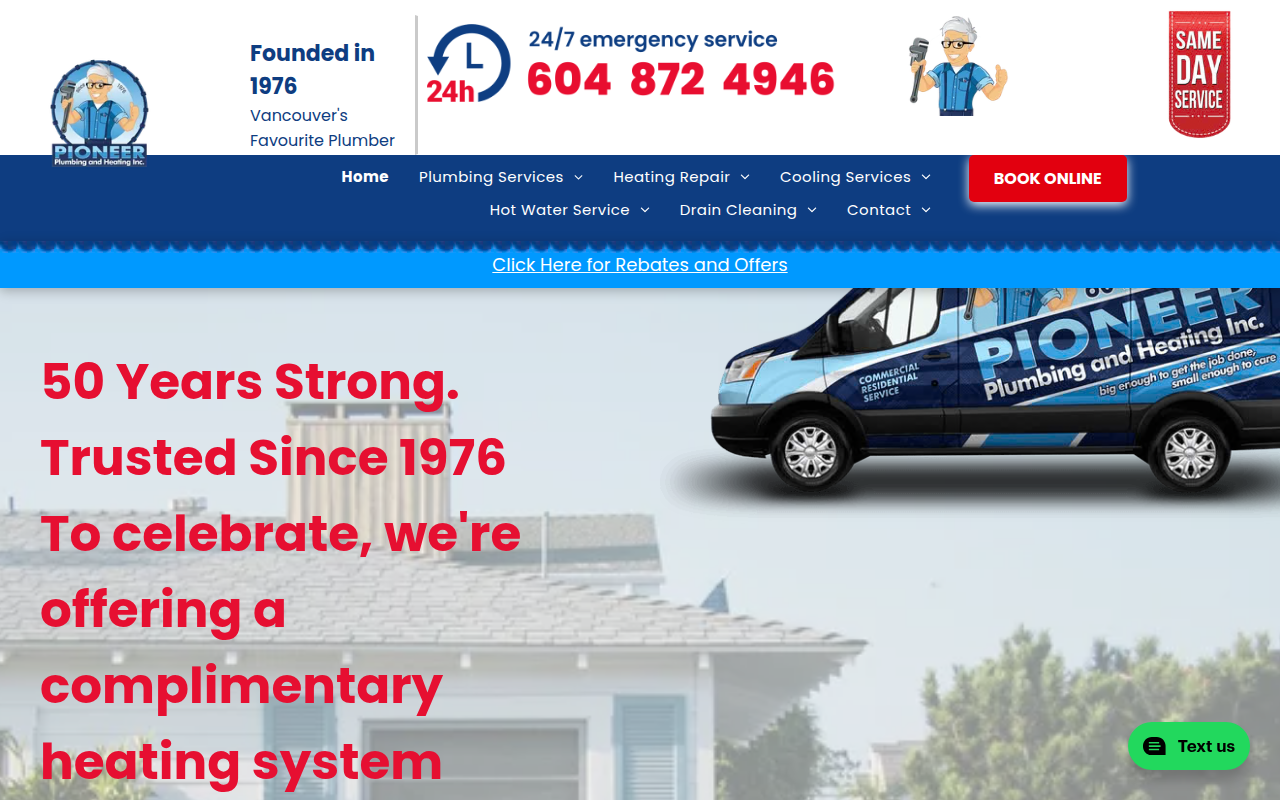 PIONEER
Plumbing and Heating Inc.
Founded in
1976
Vancouver's
Favourite Plumber
24h
24/7 emergency service
604 872 4946
SAME
DAY
SERVICE
Home
Plumbing Services
Heating Repair
Cooling Services
BOOK ONLINE
Hot Water Service
Drain Cleaning
Contact
Click Here for Rebates and Offers
PIONEER
Plumbing and Heating Inc.
COMMERCIAL
RESIDENTIAL
SERVICE
big enough to get the job done,
small enough to care
50 Years Strong.
Trusted Since 1976
To celebrate, we're
offering a
complimentary
heating system
Text us